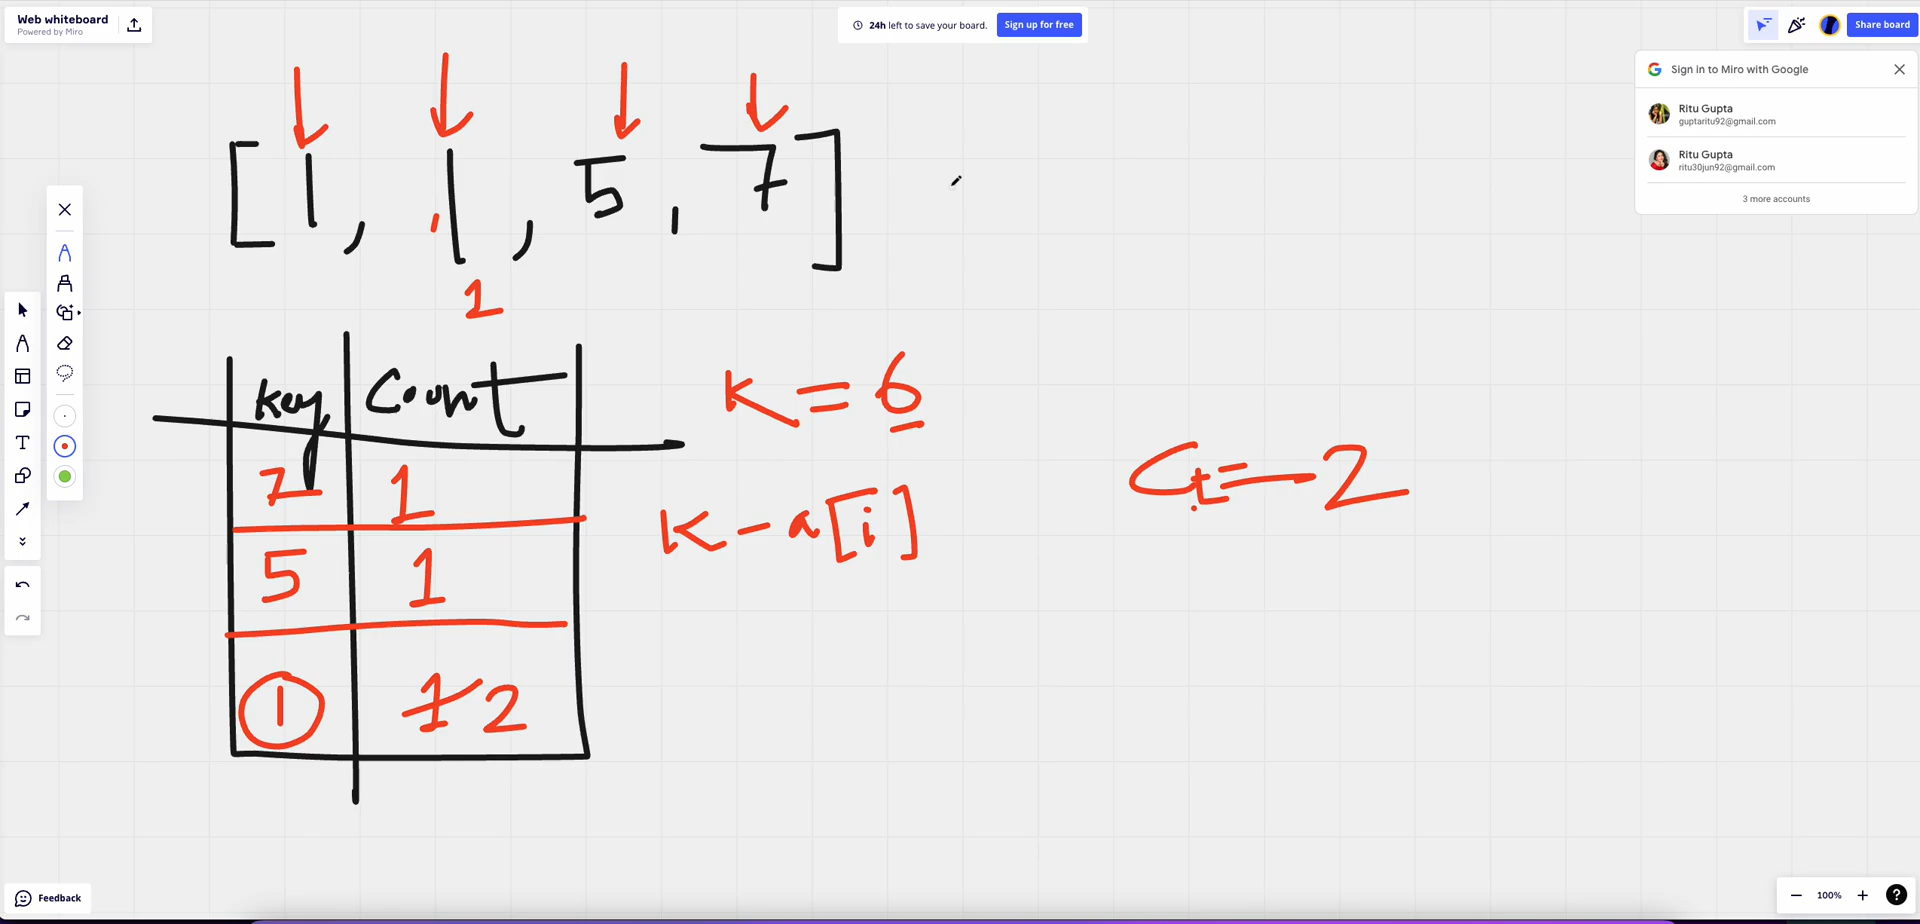 Web whiteboard
Powered by Miro
24h left to save your board.
Sign up for free
Share board
Sign in to Miro with Google
Ritu Gupta
guptaritu92@gmail.com
Ritu Gupta
ritu30jun92@gmail.com
3 more accounts
[1, 1, 5, 7]
1
key Count
7 1
5 1
1 1 2
K = 6
K - a[i]
Ct = 2
Feedback
100%